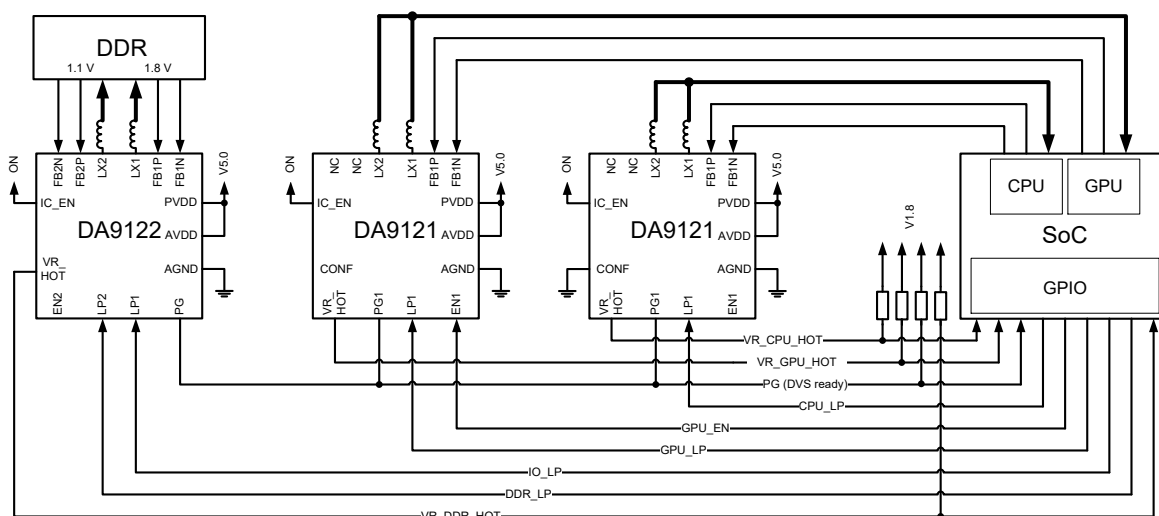 DDR
1.1 V 1.8 V
ON
FB2N
FB2P
LX2
LX1
FB1P
FB1N
V5.0
IC_EN
PVDD
DA9122
AVDD
VR_
HOT
AGND
EN2
LP2
LP1
PG
ON
NC
NC
LX2
LX1
FB1P
FB1N
V5.0
IC_EN
PVDD
DA9121
AVDD
CONF
AGND
VR_
HOT
PG1
LP1
EN1
ON
NC
NC
LX2
LX1
FB1P
FB1N
V5.0
IC_EN
PVDD
DA9121
AVDD
CONF
AGND
VR_
HOT
PG1
LP1
EN1
V1.8
CPU
GPU
SoC
GPIO
VR_CPU_HOT
VR_GPU_HOT
PG (DVS ready)
CPU_LP
GPU_EN
GPU_LP
IO_LP
DDR_LP
VR_DDR_HOT